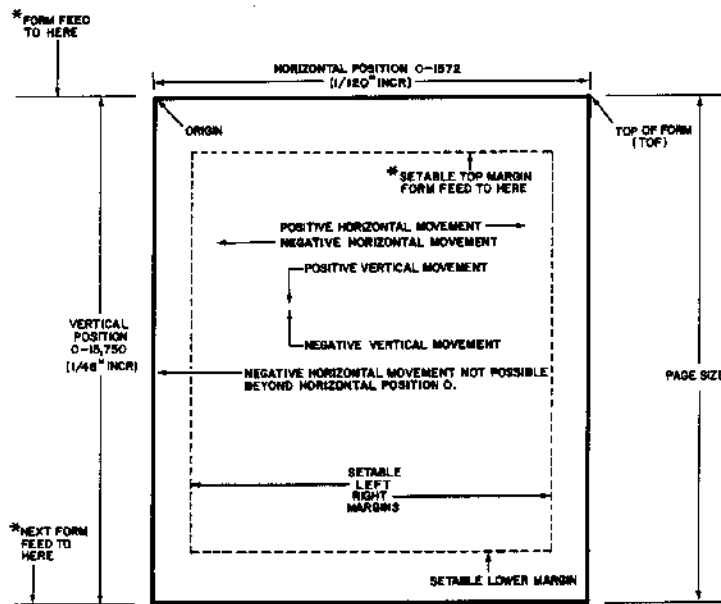 *FORM FEED
TO HERE
HORIZONTAL POSITION 0-1572
(1/120" INCR)
ORIGIN
TOP OF FORM
(TOF)
*SETABLE TOP MARGIN
FORM FEED TO HERE
POSITIVE HORIZONTAL MOVEMENT
NEGATIVE HORIZONTAL MOVEMENT
POSITIVE VERTICAL MOVEMENT
NEGATIVE VERTICAL MOVEMENT
VERTICAL
POSITION
0-15,750
(1/48" INCR)
NEGATIVE HORIZONTAL MOVEMENT NOT POSSIBLE
BEYOND HORIZONTAL POSITION 0.
PAGE SIZE
SETABLE
LEFT
RIGHT
MARGINS
*NEXT FORM
FEED TO
HERE
SETABLE LOWER MARGIN